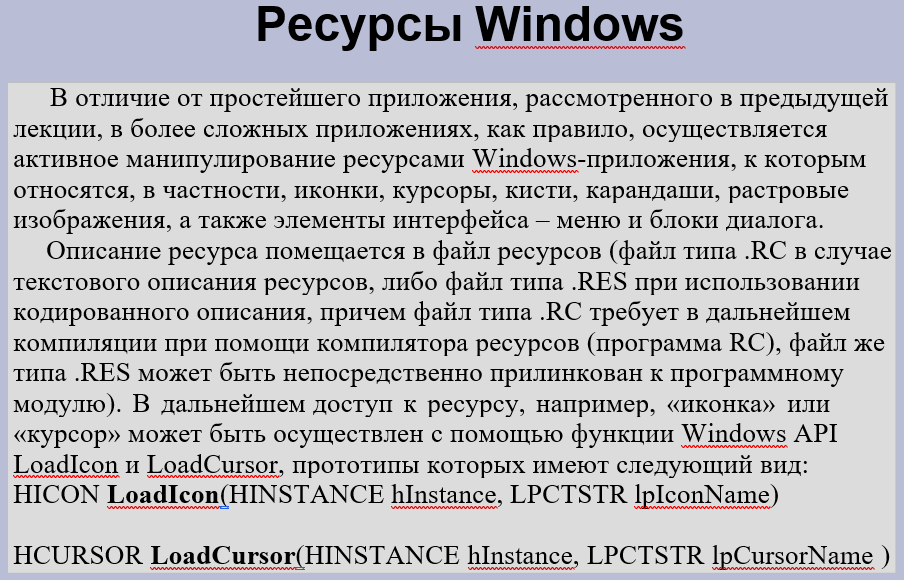 Ресурсы Windows
В отличие от простейшего приложения, рассмотренного в предыдущей
лекции, в более сложных приложениях, как правило, осуществляется
активное манипулирование ресурсами Windows-приложения, к которым
относятся, в частности, иконки, курсоры, кисти, карандаши, растровые
изображения, а также элементы интерфейса – меню и блоки диалога.
Описание ресурса помещается в файл ресурсов (файл типа .RC в случае
текстового описания ресурсов, либо файл типа .RES при использовании
кодированного описания, причем файл типа .RC требует в дальнейшем
компиляции при помощи компилятора ресурсов (программа RC), файл же
типа .RES может быть непосредственно прилинкован к программному
модулю). В дальнейшем доступ к ресурсу, например, «иконка» или
«курсор» может быть осуществлен с помощью функции Windows API
LoadIcon и LoadCursor, прототипы которых имеют следующий вид:
HICON LoadIcon(HINSTANCE hInstance, LPCTSTR lpIconName)
HCURSOR LoadCursor(HINSTANCE hInstance, LPCTSTR lpCursorName )